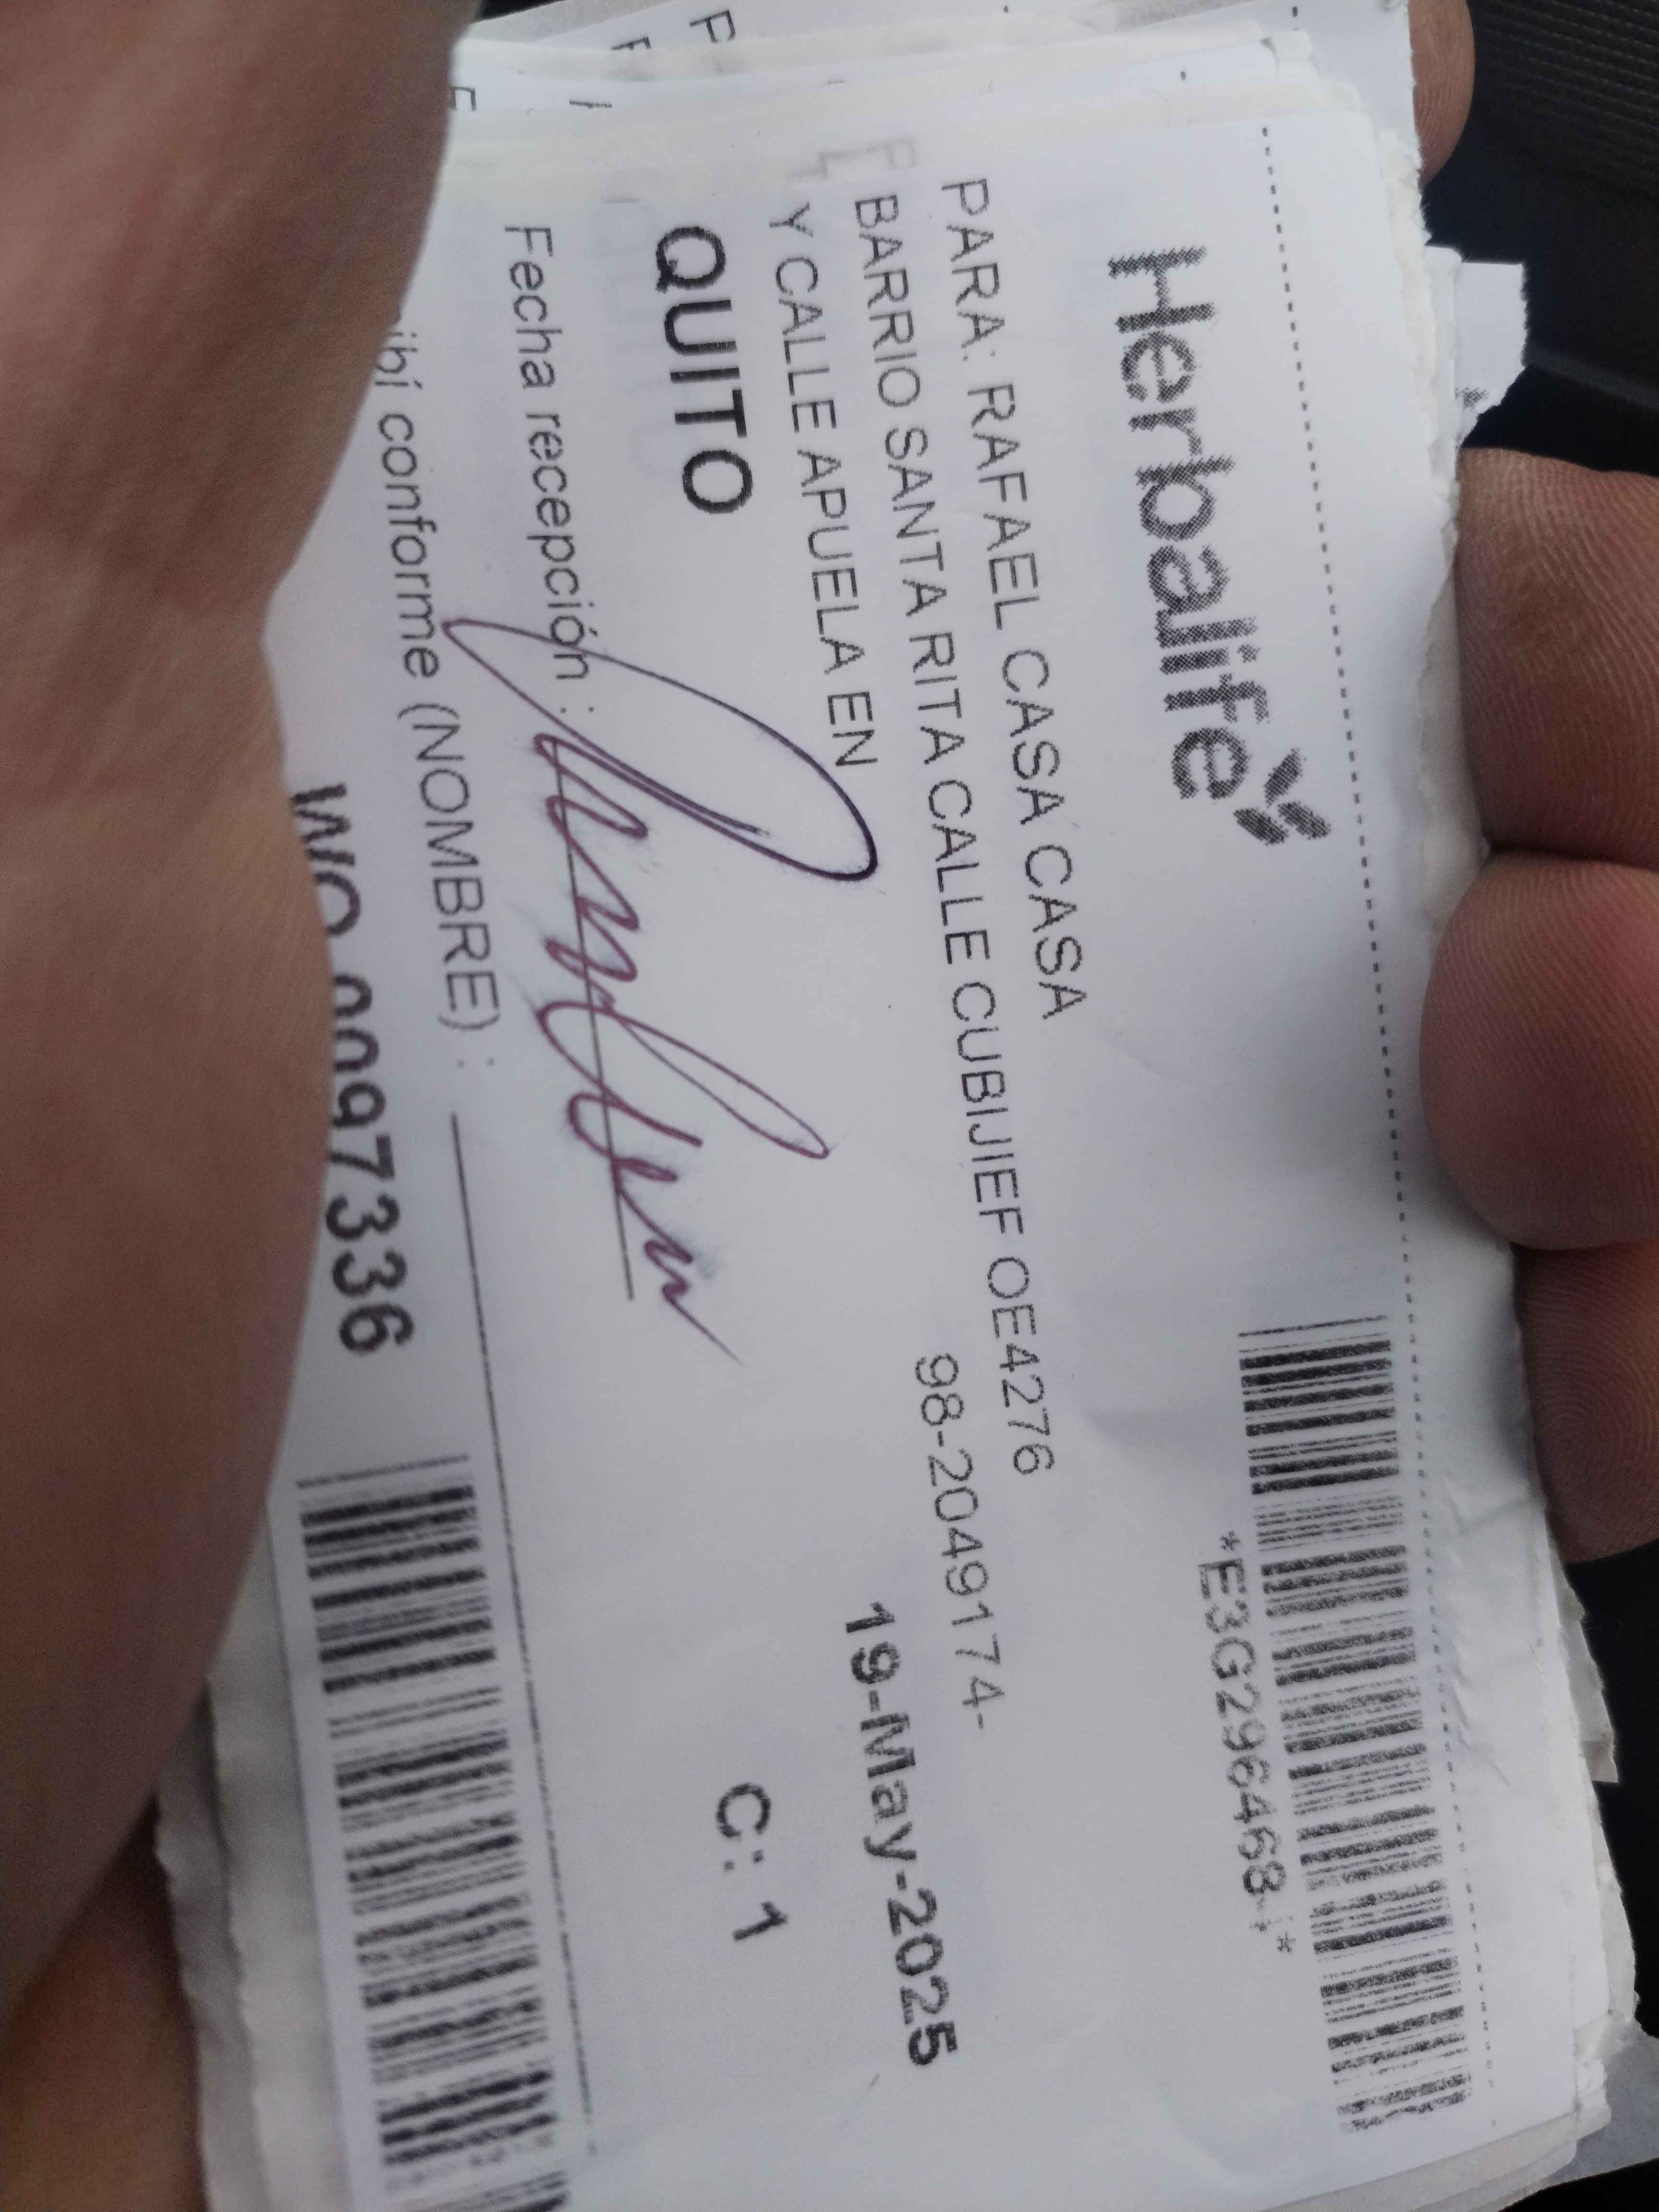 Herbalife
*E3G296468-i*
PARA: RAFAEL CASA CASA
BARRIO SANTA RITA CALLE CUBIJIEF OE4276
98-2049174-
Y CALLE APUELA EN
19-May-2025
QUITO
C: 1
Fecha recepción :
ibí conforme (NOMBRE) :
0097336